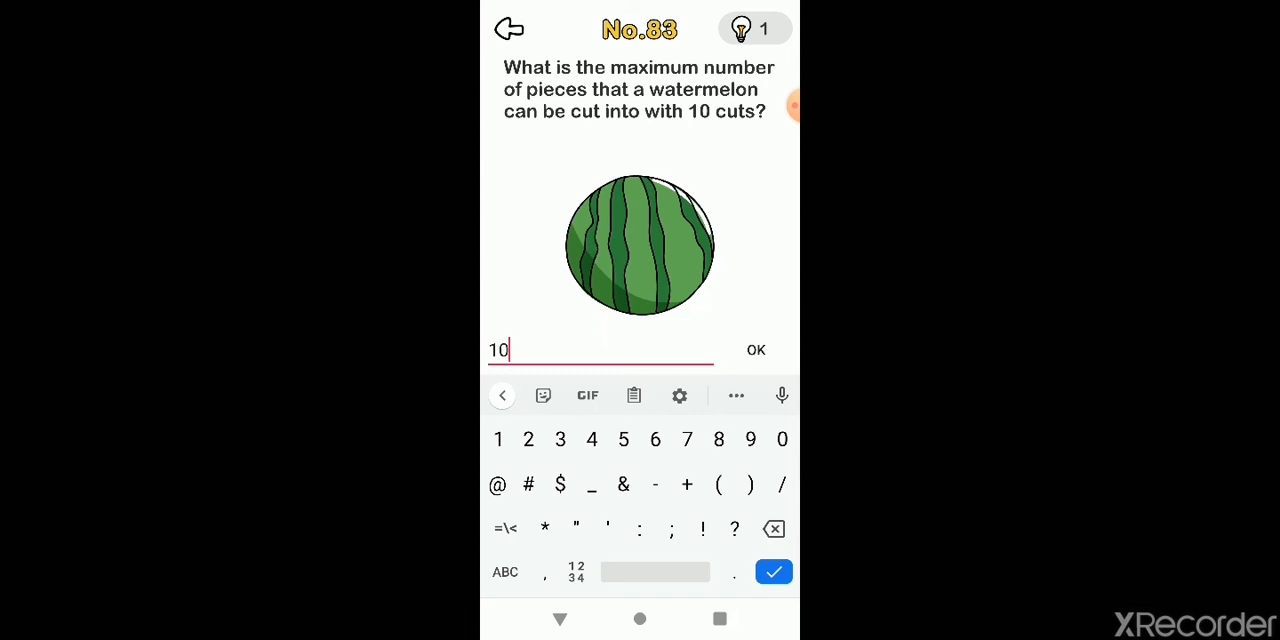 No.83
1
What is the maximum number
of pieces that a watermelon
can be cut into with 10 cuts?
10
OK
GIF
1 2 3 4 5 6 7 8 9 0
@ # $ _ & - + ( ) /
=\< * " ' : ; ! ?
ABC , 12 34 .
XRecorder